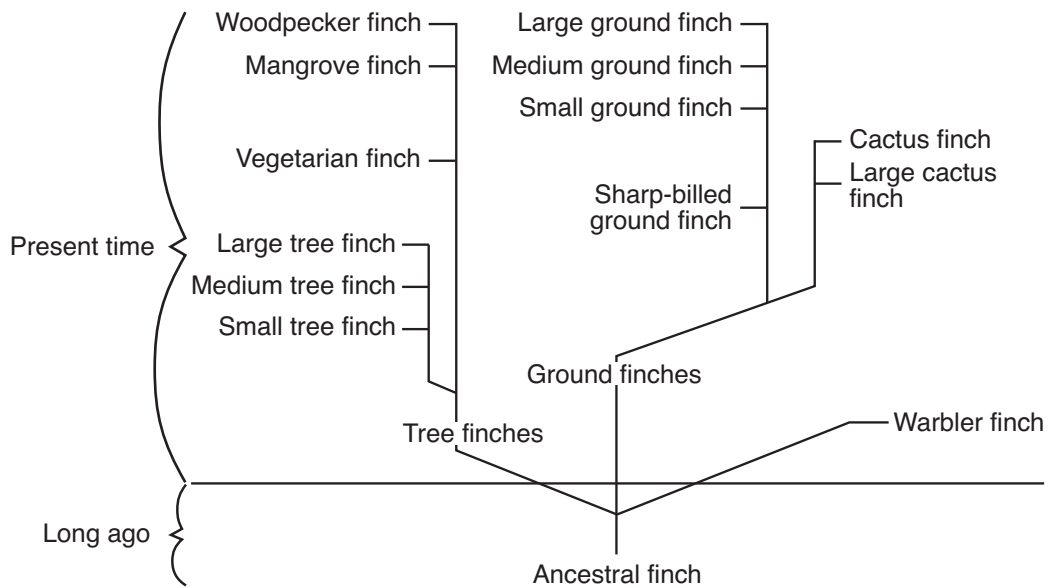 Woodpecker finch
Mangrove finch
Vegetarian finch
Large tree finch
Medium tree finch
Small tree finch
Tree finches
Large ground finch
Medium ground finch
Small ground finch
Sharp-billed
ground finch
Cactus finch
Large cactus
finch
Ground finches
Warbler finch
Present time
Long ago
Ancestral finch